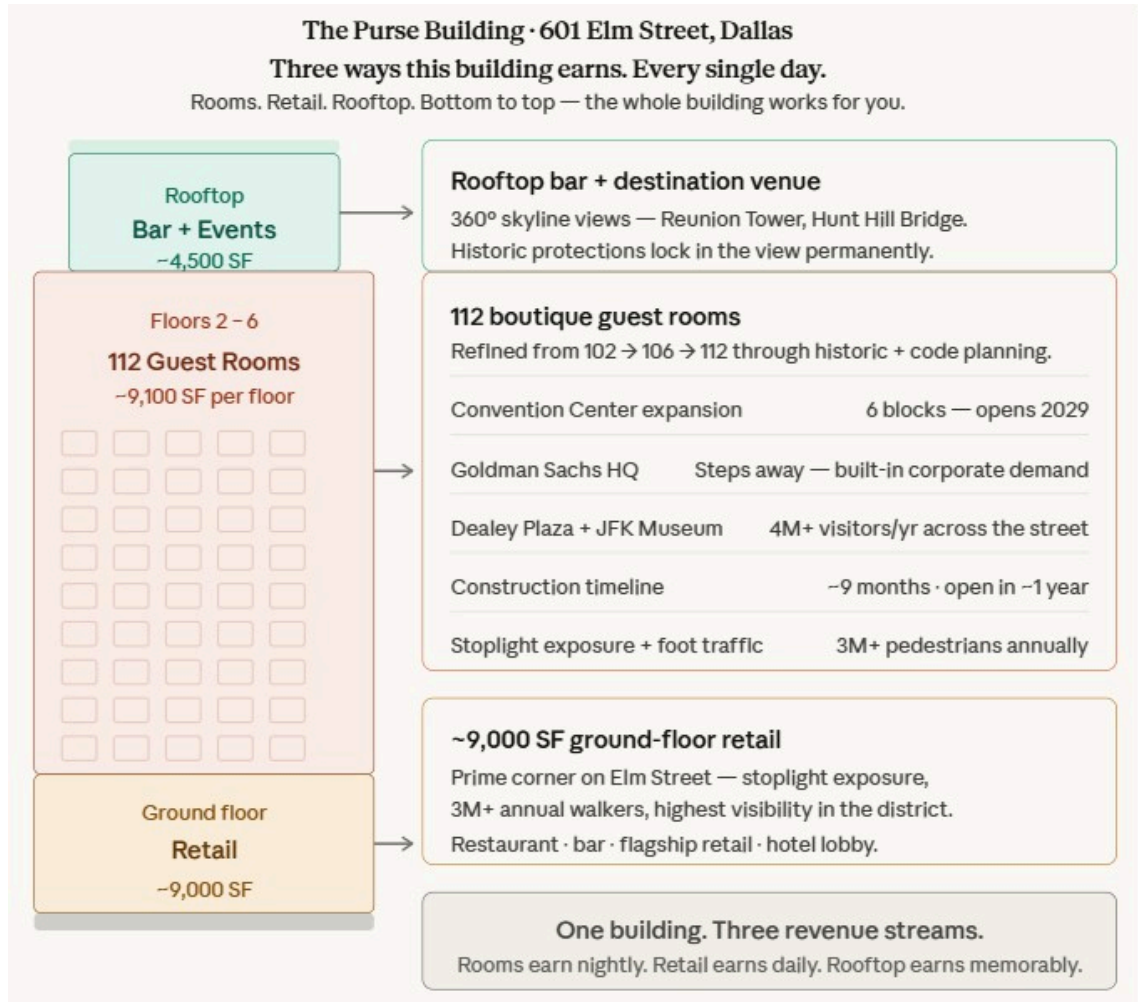 The Purse Building · 601 Elm Street, Dallas
Three ways this building earns. Every single day.
Rooms. Retail. Rooftop. Bottom to top — the whole building works for you.
Rooftop
Bar + Events
~4,500 SF
Rooftop bar + destination venue
360° skyline views — Reunion Tower, Hunt Hill Bridge.
Historic protections lock in the view permanently.
Floors 2 – 6
112 Guest Rooms
~9,100 SF per floor
112 boutique guest rooms
Refined from 102 → 106 → 112 through historic + code planning.
Convention Center expansion 6 blocks — opens 2029
Goldman Sachs HQ Steps away — built-in corporate demand
Dealey Plaza + JFK Museum 4M+ visitors/yr across the street
Construction timeline ~9 months · open in ~1 year
Stoplight exposure + foot traffic 3M+ pedestrians annually
Ground floor
Retail
~9,000 SF
~9,000 SF ground-floor retail
Prime corner on Elm Street — stoplight exposure,
3M+ annual walkers, highest visibility in the district.
Restaurant · bar · flagship retail · hotel lobby.
One building. Three revenue streams.
Rooms earn nightly. Retail earns daily. Rooftop earns memorably.